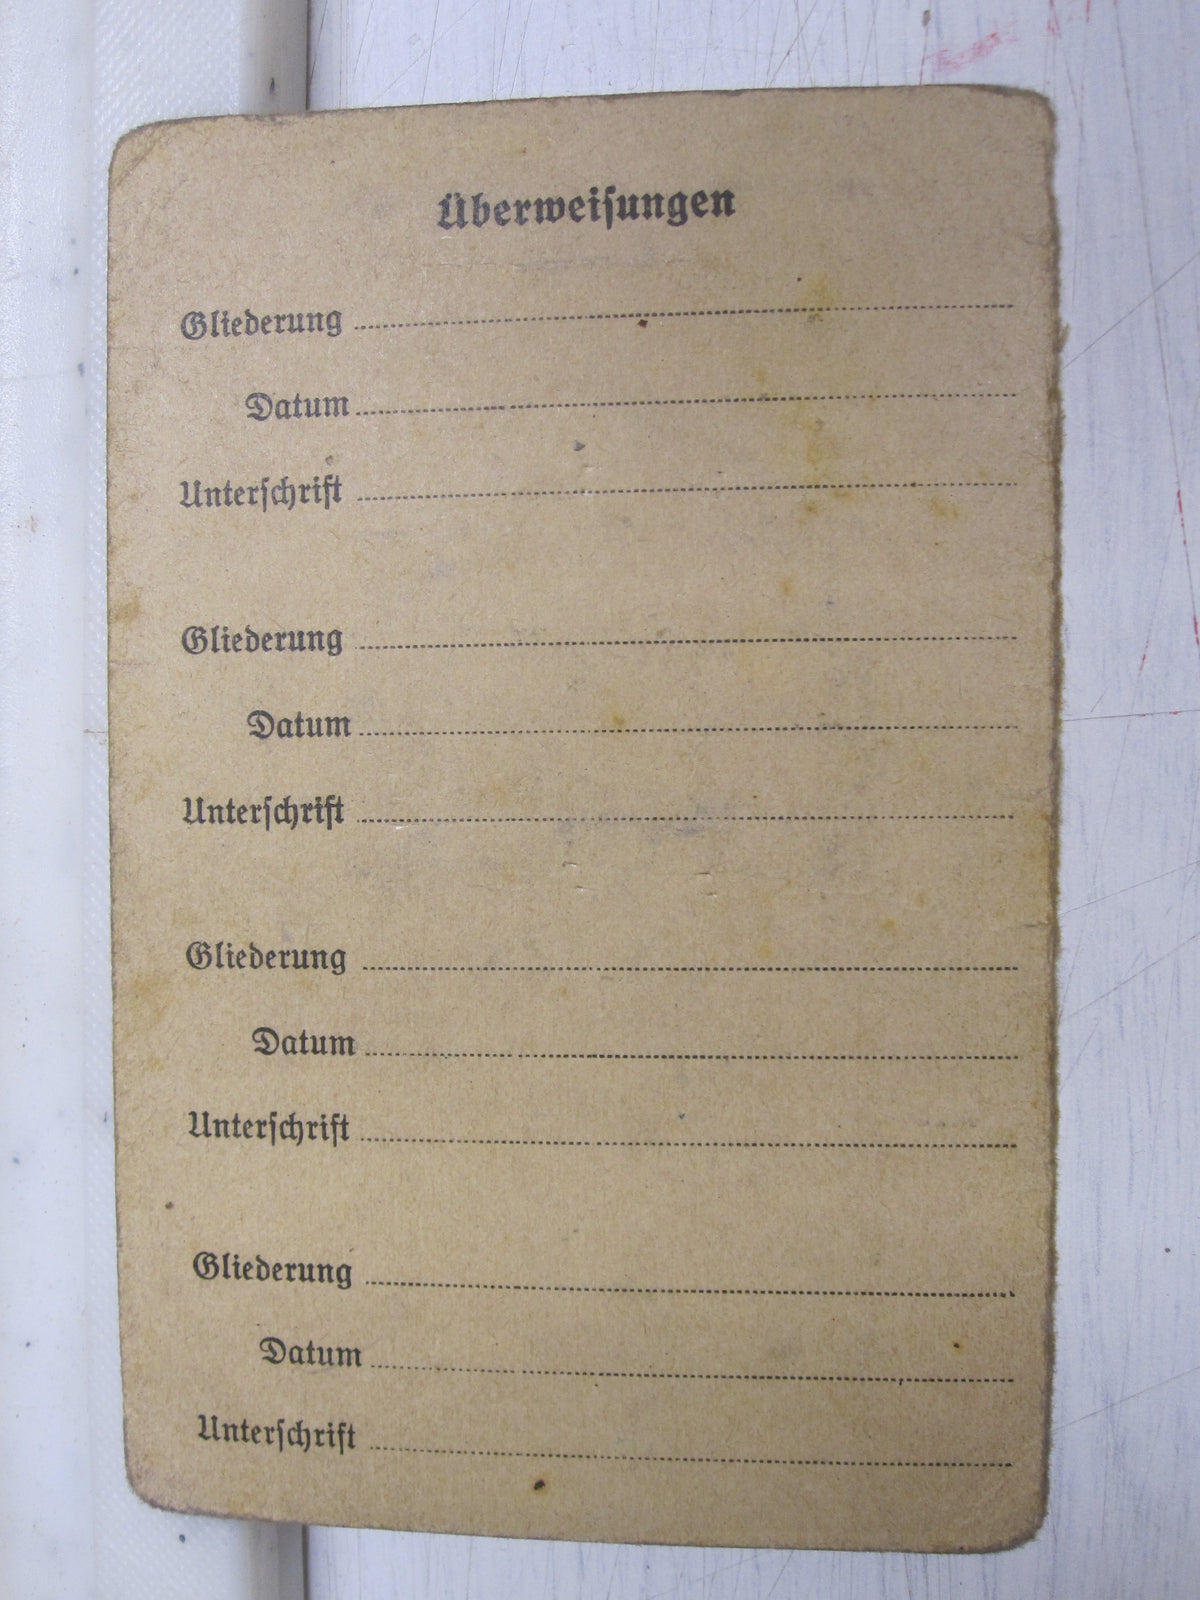 Überweiſungen
Gliederung
Datum
Unterſchrift
Gliederung
Datum
Unterſchrift
Gliederung
Datum
Unterſchrift
Gliederung
Datum
Unterſchrift